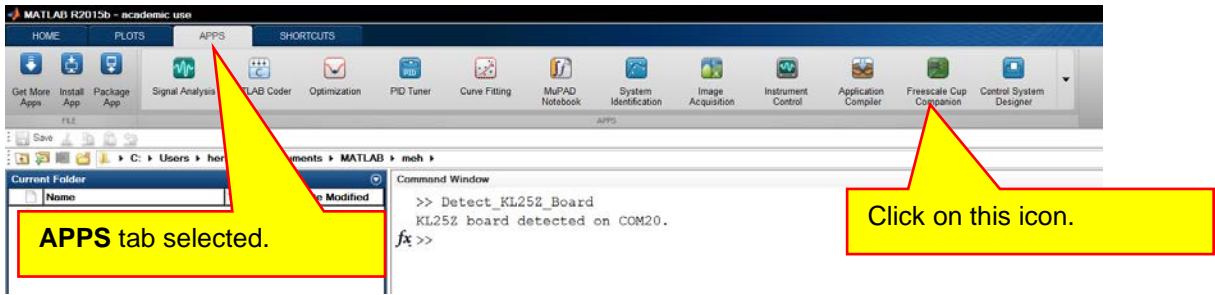 MATLAB R2015b - academic use
HOME PLOTS APPS SHORTCUTS
Get More Apps
Install App
Package App
Signal Analysis
TLAB Coder
Optimization
PID Tuner
Curve Fitting
MuPAD Notebook
System Identification
Image Acquisition
Instrument Control
Application Compiler
Freescale Cup Companion
Control System Designer
FILE APPS
Save
C: ▸ Users ▸ her ments ▸ MATLAB ▸ meh ▸
Current Folder
Command Window
Name e Modified
>> Detect_KL25Z_Board
KL25Z board detected on COM20.
fx >>
APPS tab selected.
Click on this icon.